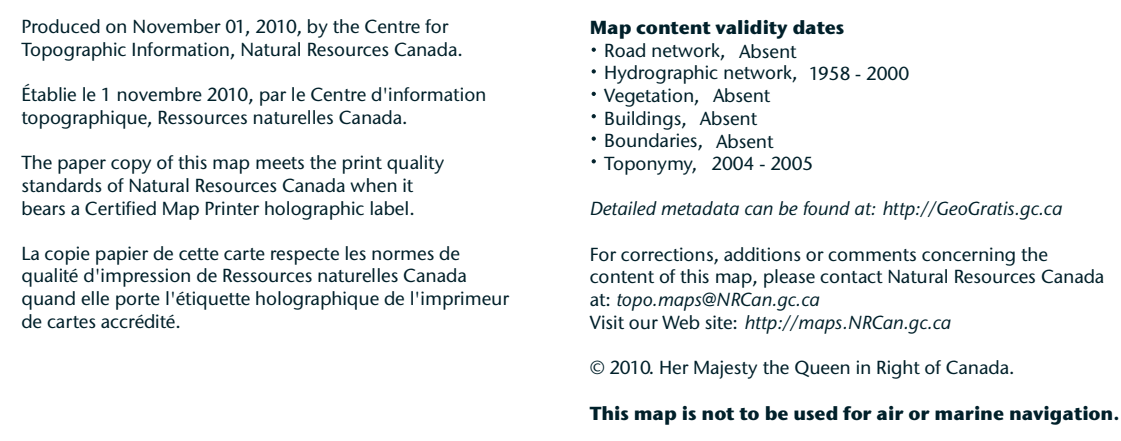 Produced on November 01, 2010, by the Centre for
Topographic Information, Natural Resources Canada.
Établie le 1 novembre 2010, par le Centre d'information
topographique, Ressources naturelles Canada.
The paper copy of this map meets the print quality
standards of Natural Resources Canada when it
bears a Certified Map Printer holographic label.
La copie papier de cette carte respecte les normes de
qualité d'impression de Ressources naturelles Canada
quand elle porte l'étiquette holographique de l'imprimeur
de cartes accrédité.
Map content validity dates
• Road network, Absent
• Hydrographic network, 1958 - 2000
• Vegetation, Absent
• Buildings, Absent
• Boundaries, Absent
• Toponymy, 2004 - 2005
Detailed metadata can be found at: http://GeoGratis.gc.ca
For corrections, additions or comments concerning the
content of this map, please contact Natural Resources Canada
at: topo.maps@NRCan.gc.ca
Visit our Web site: http://maps.NRCan.gc.ca
© 2010. Her Majesty the Queen in Right of Canada.
This map is not to be used for air or marine navigation.